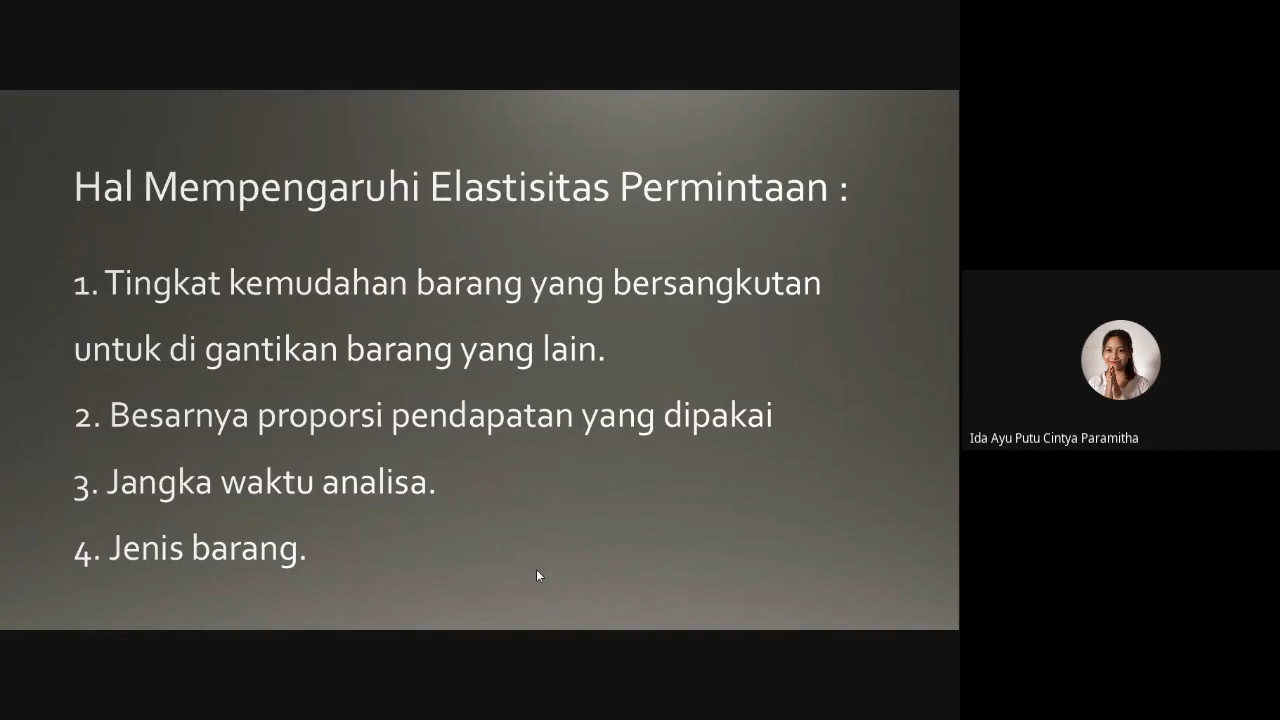 Hal Mempengaruhi Elastisitas Permintaan :
1. Tingkat kemudahan barang yang bersangkutan
untuk di gantikan barang yang lain.
2. Besarnya proporsi pendapatan yang dipakai
3. Jangka waktu analisa.
4. Jenis barang.
Ida Ayu Putu Cintya Paramitha